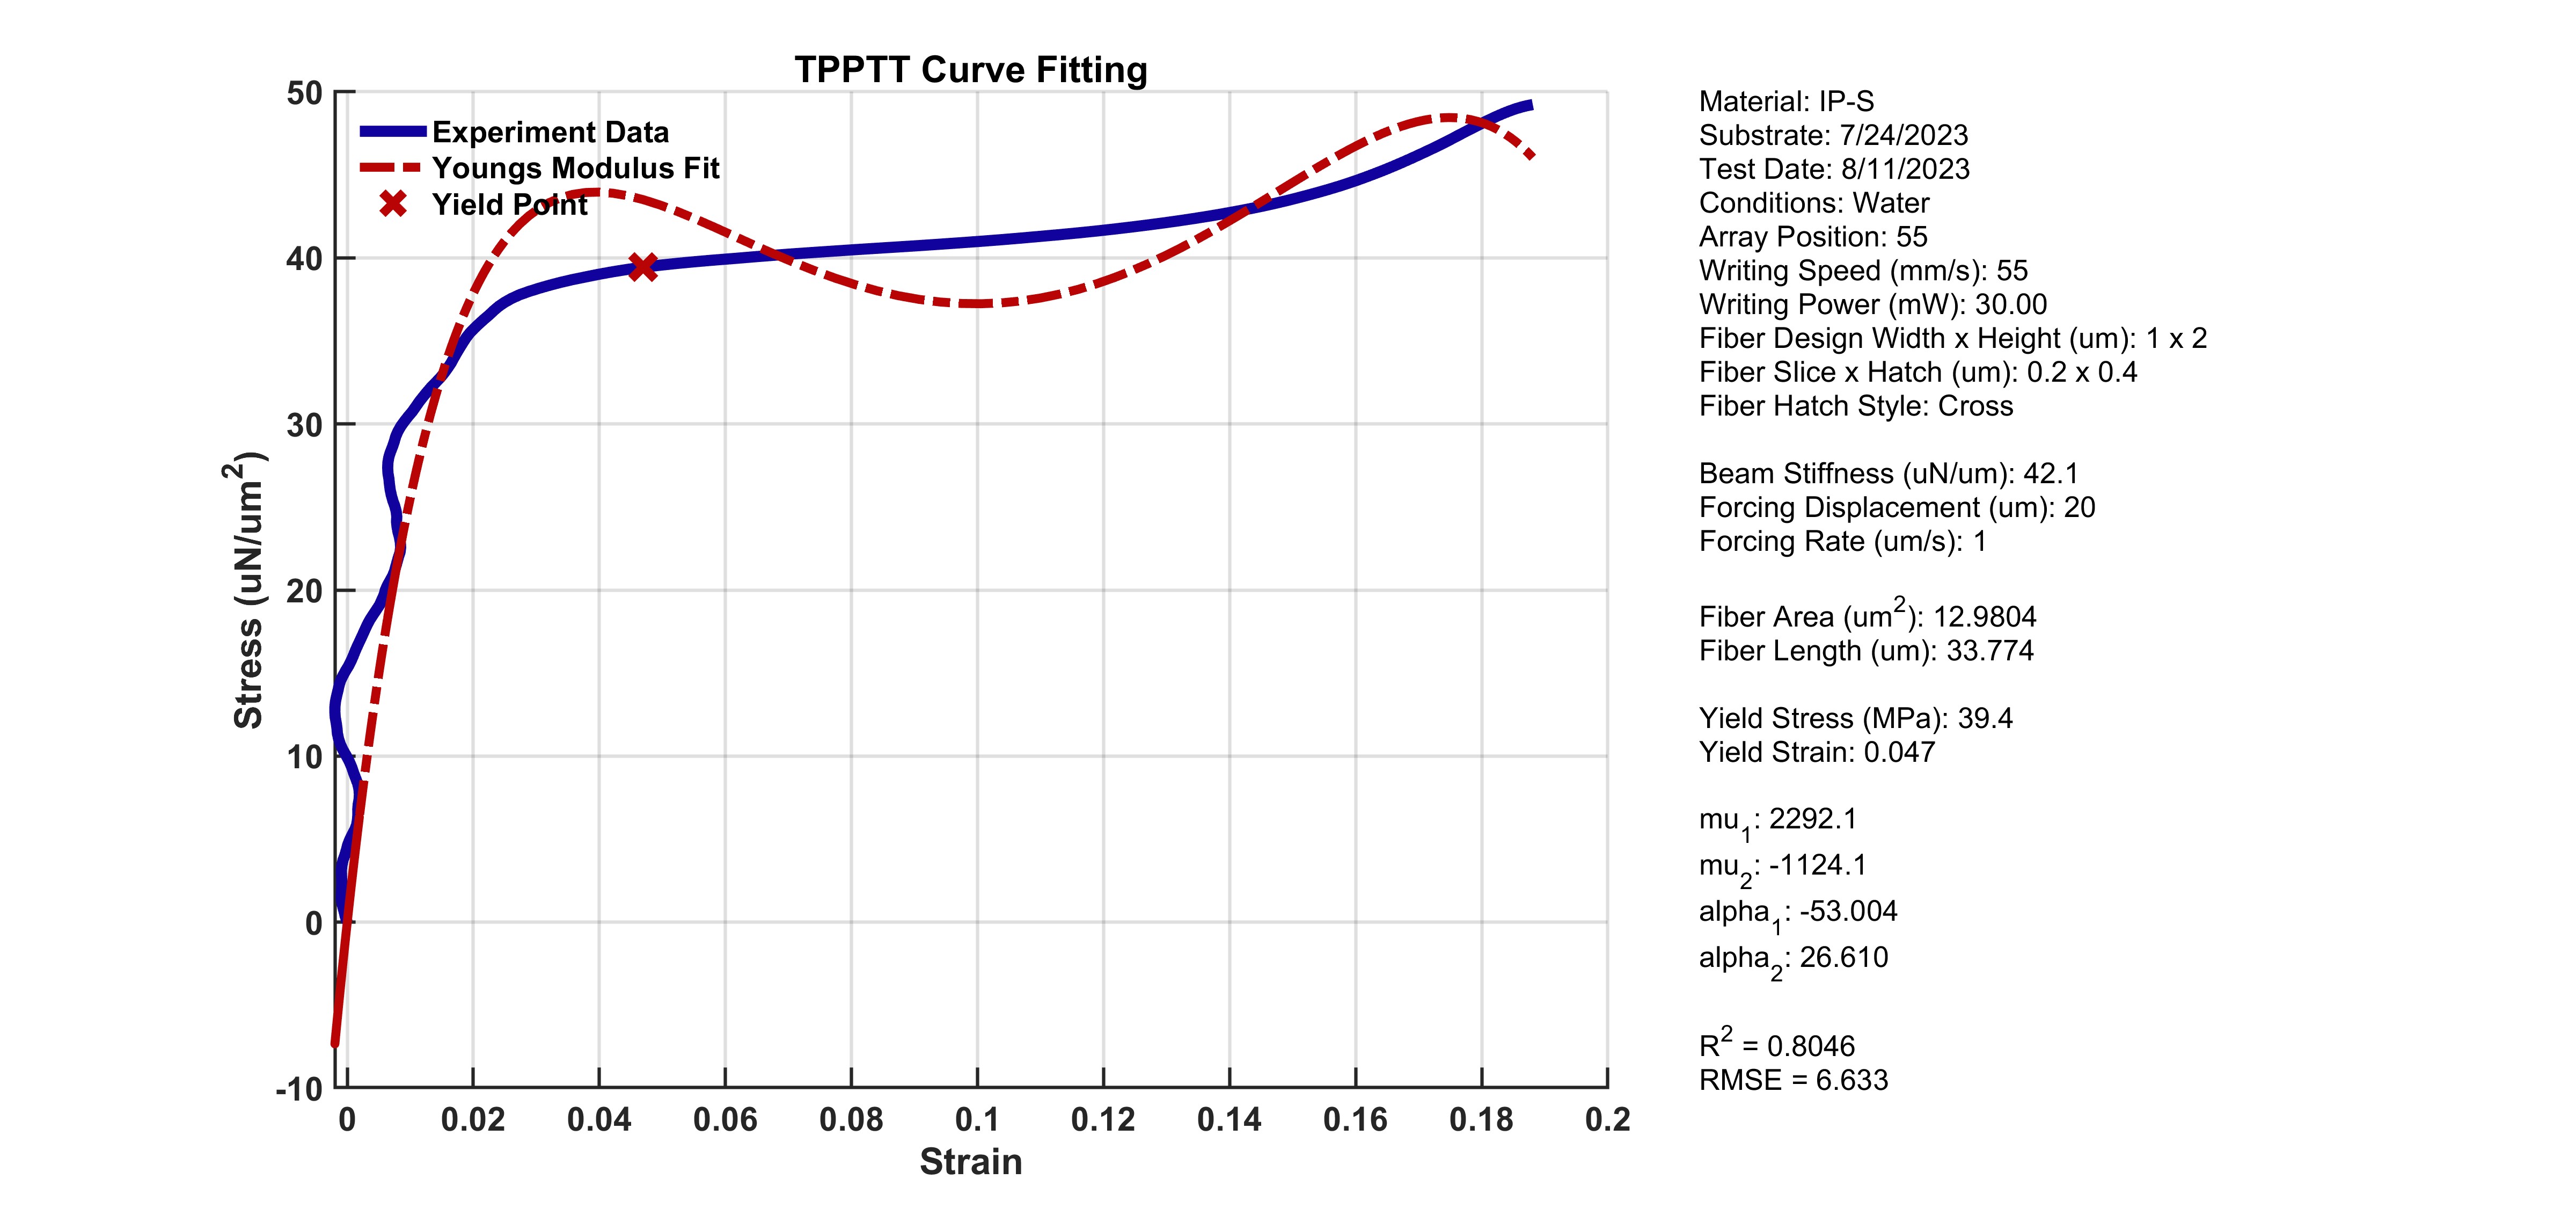 TPPTT Curve Fitting
50
40
30
20
10
0
-10
Stress (uN/um²)
Experiment Data
Youngs Modulus Fit
Yield Point
0 0.02 0.04 0.06 0.08 0.1 0.12 0.14 0.16 0.18 0.2
Strain
Material: IP-S
Substrate: 7/24/2023
Test Date: 8/11/2023
Conditions: Water
Array Position: 55
Writing Speed (mm/s): 55
Writing Power (mW): 30.00
Fiber Design Width x Height (um): 1 x 2
Fiber Slice x Hatch (um): 0.2 x 0.4
Fiber Hatch Style: Cross
Beam Stiffness (uN/um): 42.1
Forcing Displacement (um): 20
Forcing Rate (um/s): 1
Fiber Area (um²): 12.9804
Fiber Length (um): 33.774
Yield Stress (MPa): 39.4
Yield Strain: 0.047
mu₁: 2292.1
mu₂: -1124.1
alpha₁: -53.004
alpha₂: 26.610
R² = 0.8046
RMSE = 6.633